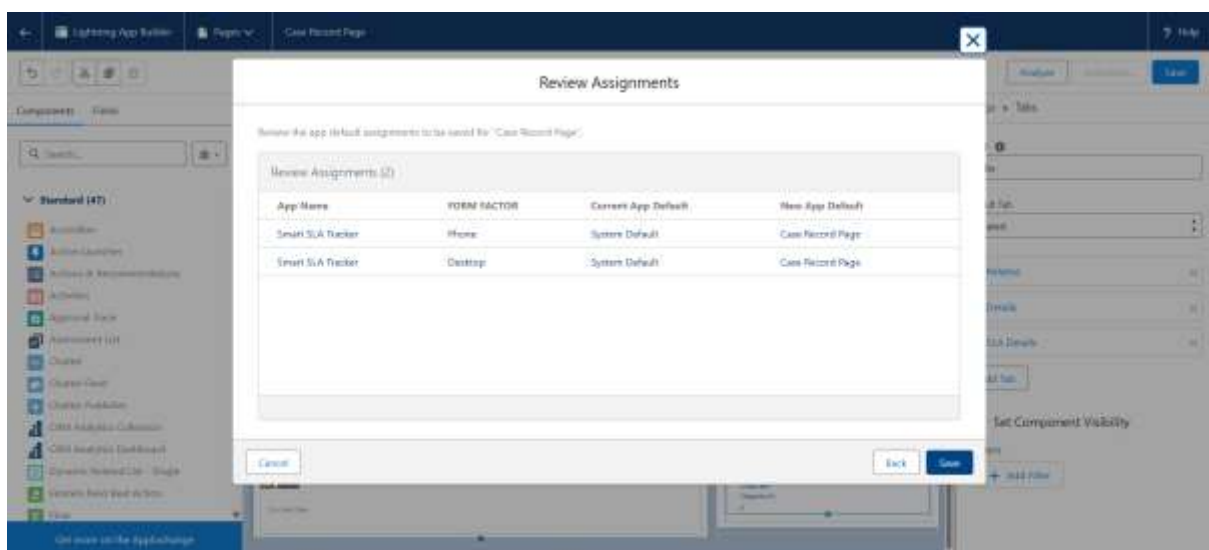 Lightning App Builder
Pages
Case Record Page
? Help
Analyze
Save
Components Fields
> Tabs
Search...
Standard (47)
Accordion
Action Launcher
Actions & Recommendations
Activities
Approval Trace
Assessment List
Chatter
Chatter Feed
Chatter Publisher
CRM Analytics Collection
CRM Analytics Dashboard
Dynamic Related List - Single
Einstein Next Best Action
Flow
Get more on the AppExchange
Review Assignments
Review the app default assignments to be saved for "Case Record Page".
Review Assignments (2)
App Name FORM FACTOR Current App Default New App Default
Smart SLA Tracker Phone System Default Case Record Page
Smart SLA Tracker Desktop System Default Case Record Page
Cancel
Back
Save
Details
SLA Details
Set Component Visibility
+ Add Filter